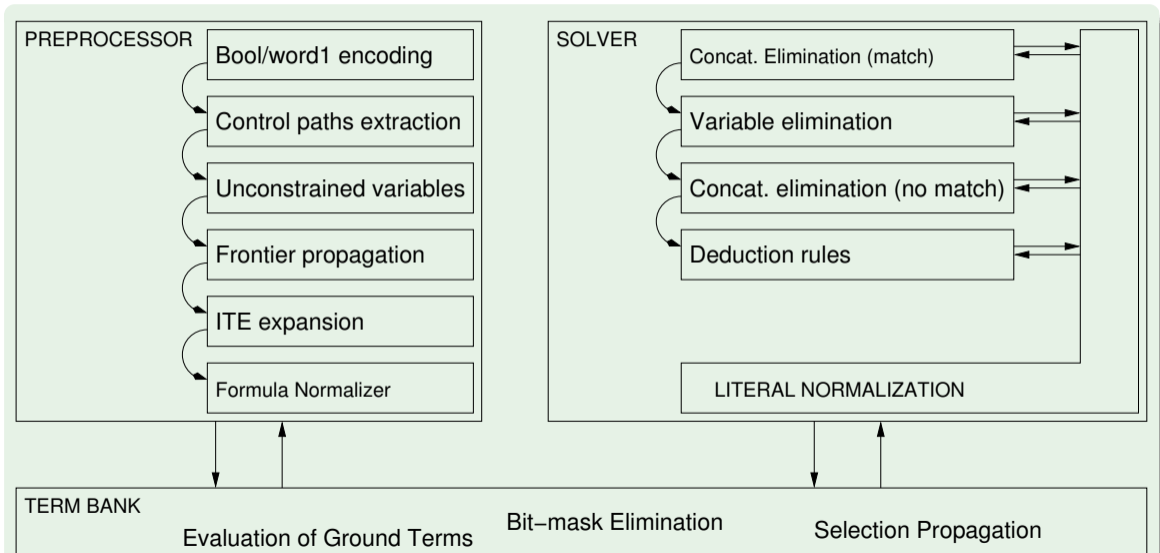 PREPROCESSOR
Bool/word1 encoding
Control paths extraction
Unconstrained variables
Frontier propagation
ITE expansion
Formula Normalizer
SOLVER
Concat. Elimination (match)
Variable elimination
Concat. elimination (no match)
Deduction rules
LITERAL NORMALIZATION
TERM BANK
Evaluation of Ground Terms
Bit−mask Elimination
Selection Propagation